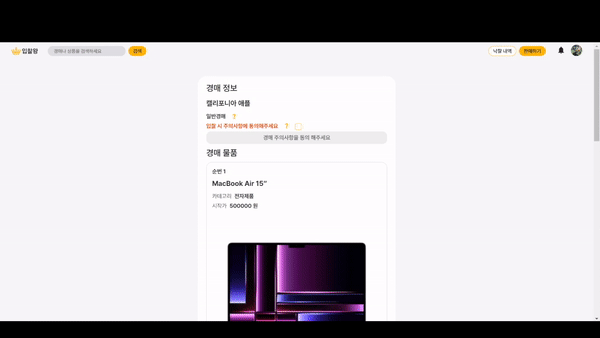 입찰왕
경매나 상품을 검색하세요
검색
낙찰 내역
판매하기
경매 정보
캘리포니아 애플
일반경매 ?
입찰 시 주의사항에 동의해주세요 ?
경매 주의사항을 동의 해주세요
경매 물품
순번 1
MacBook Air 15”
카테고리 전자제품
시작가 500000 원